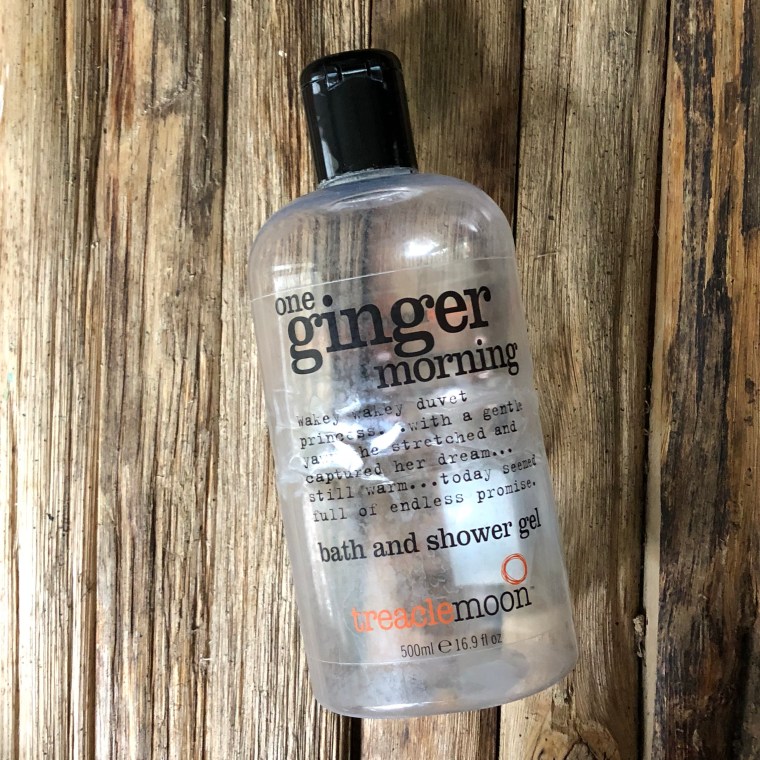 one
ginger
morning
wakey wakey duvet
princess...with a gentle
yawn she stretched and
captured her dream...
still warm...today seemed
full of endless promise.
bath and shower gel
treaclemoon™
500ml ℮ 16.9 fl oz